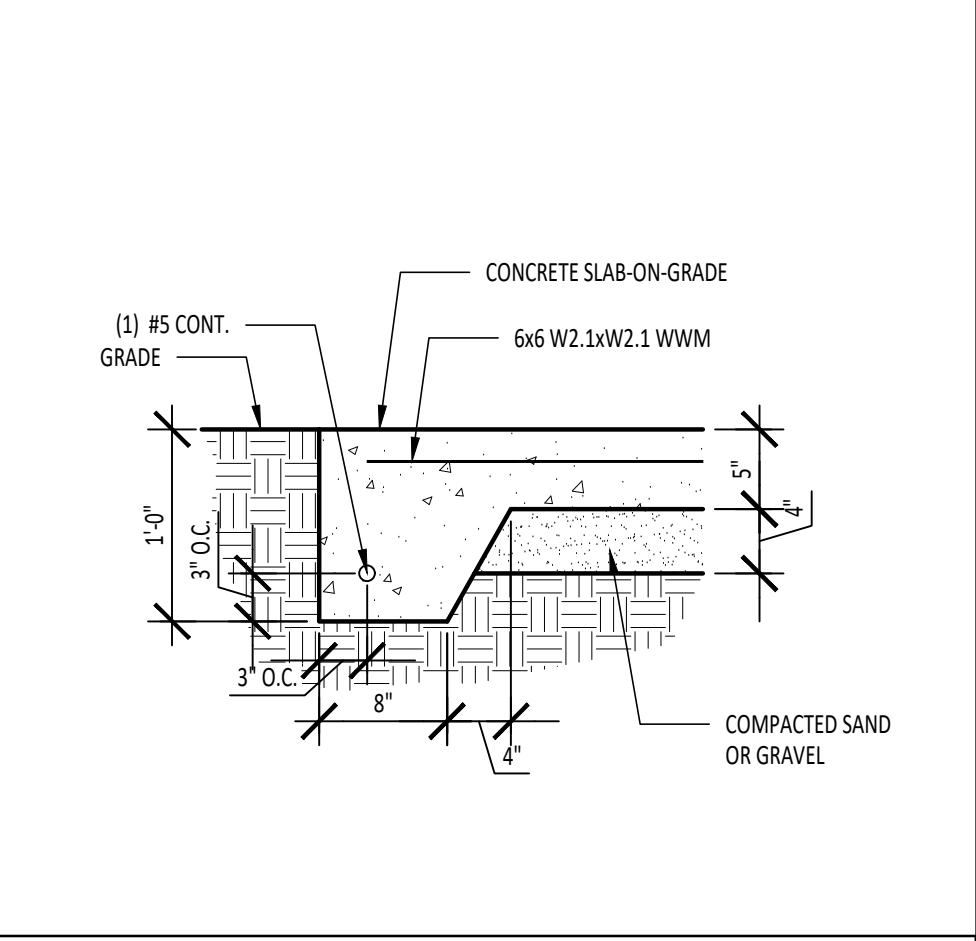 CONCRETE SLAB-ON-GRADE
(1) #5 CONT.
6x6 W2.1xW2.1 WWM
GRADE
5"
4"
1'-0"
3" O.C.
3" O.C.
8"
4"
COMPACTED SAND
OR GRAVEL